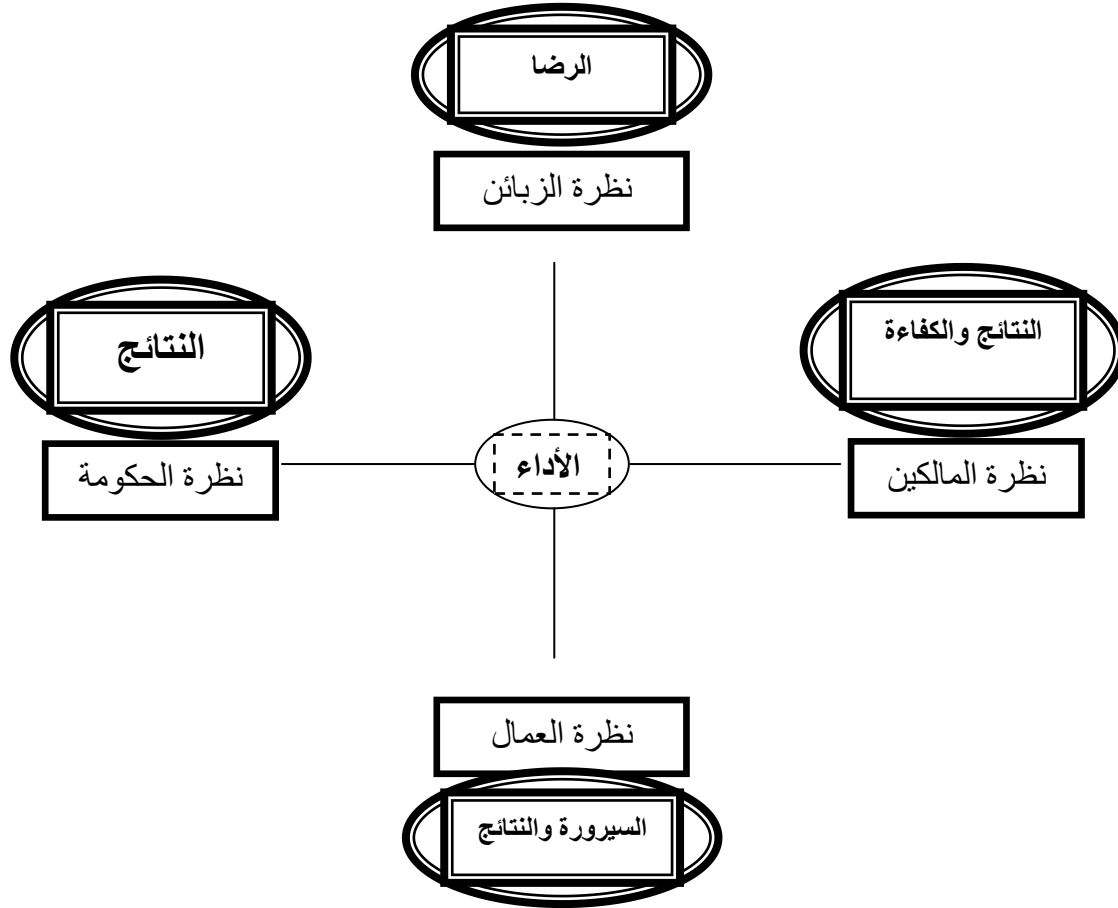 الرضا
نظرة الزبائن
النتائج والكفاءة
نظرة المالكين
النتائج
نظرة الحكومة
الأداء
نظرة العمال
السيرورة والنتائج